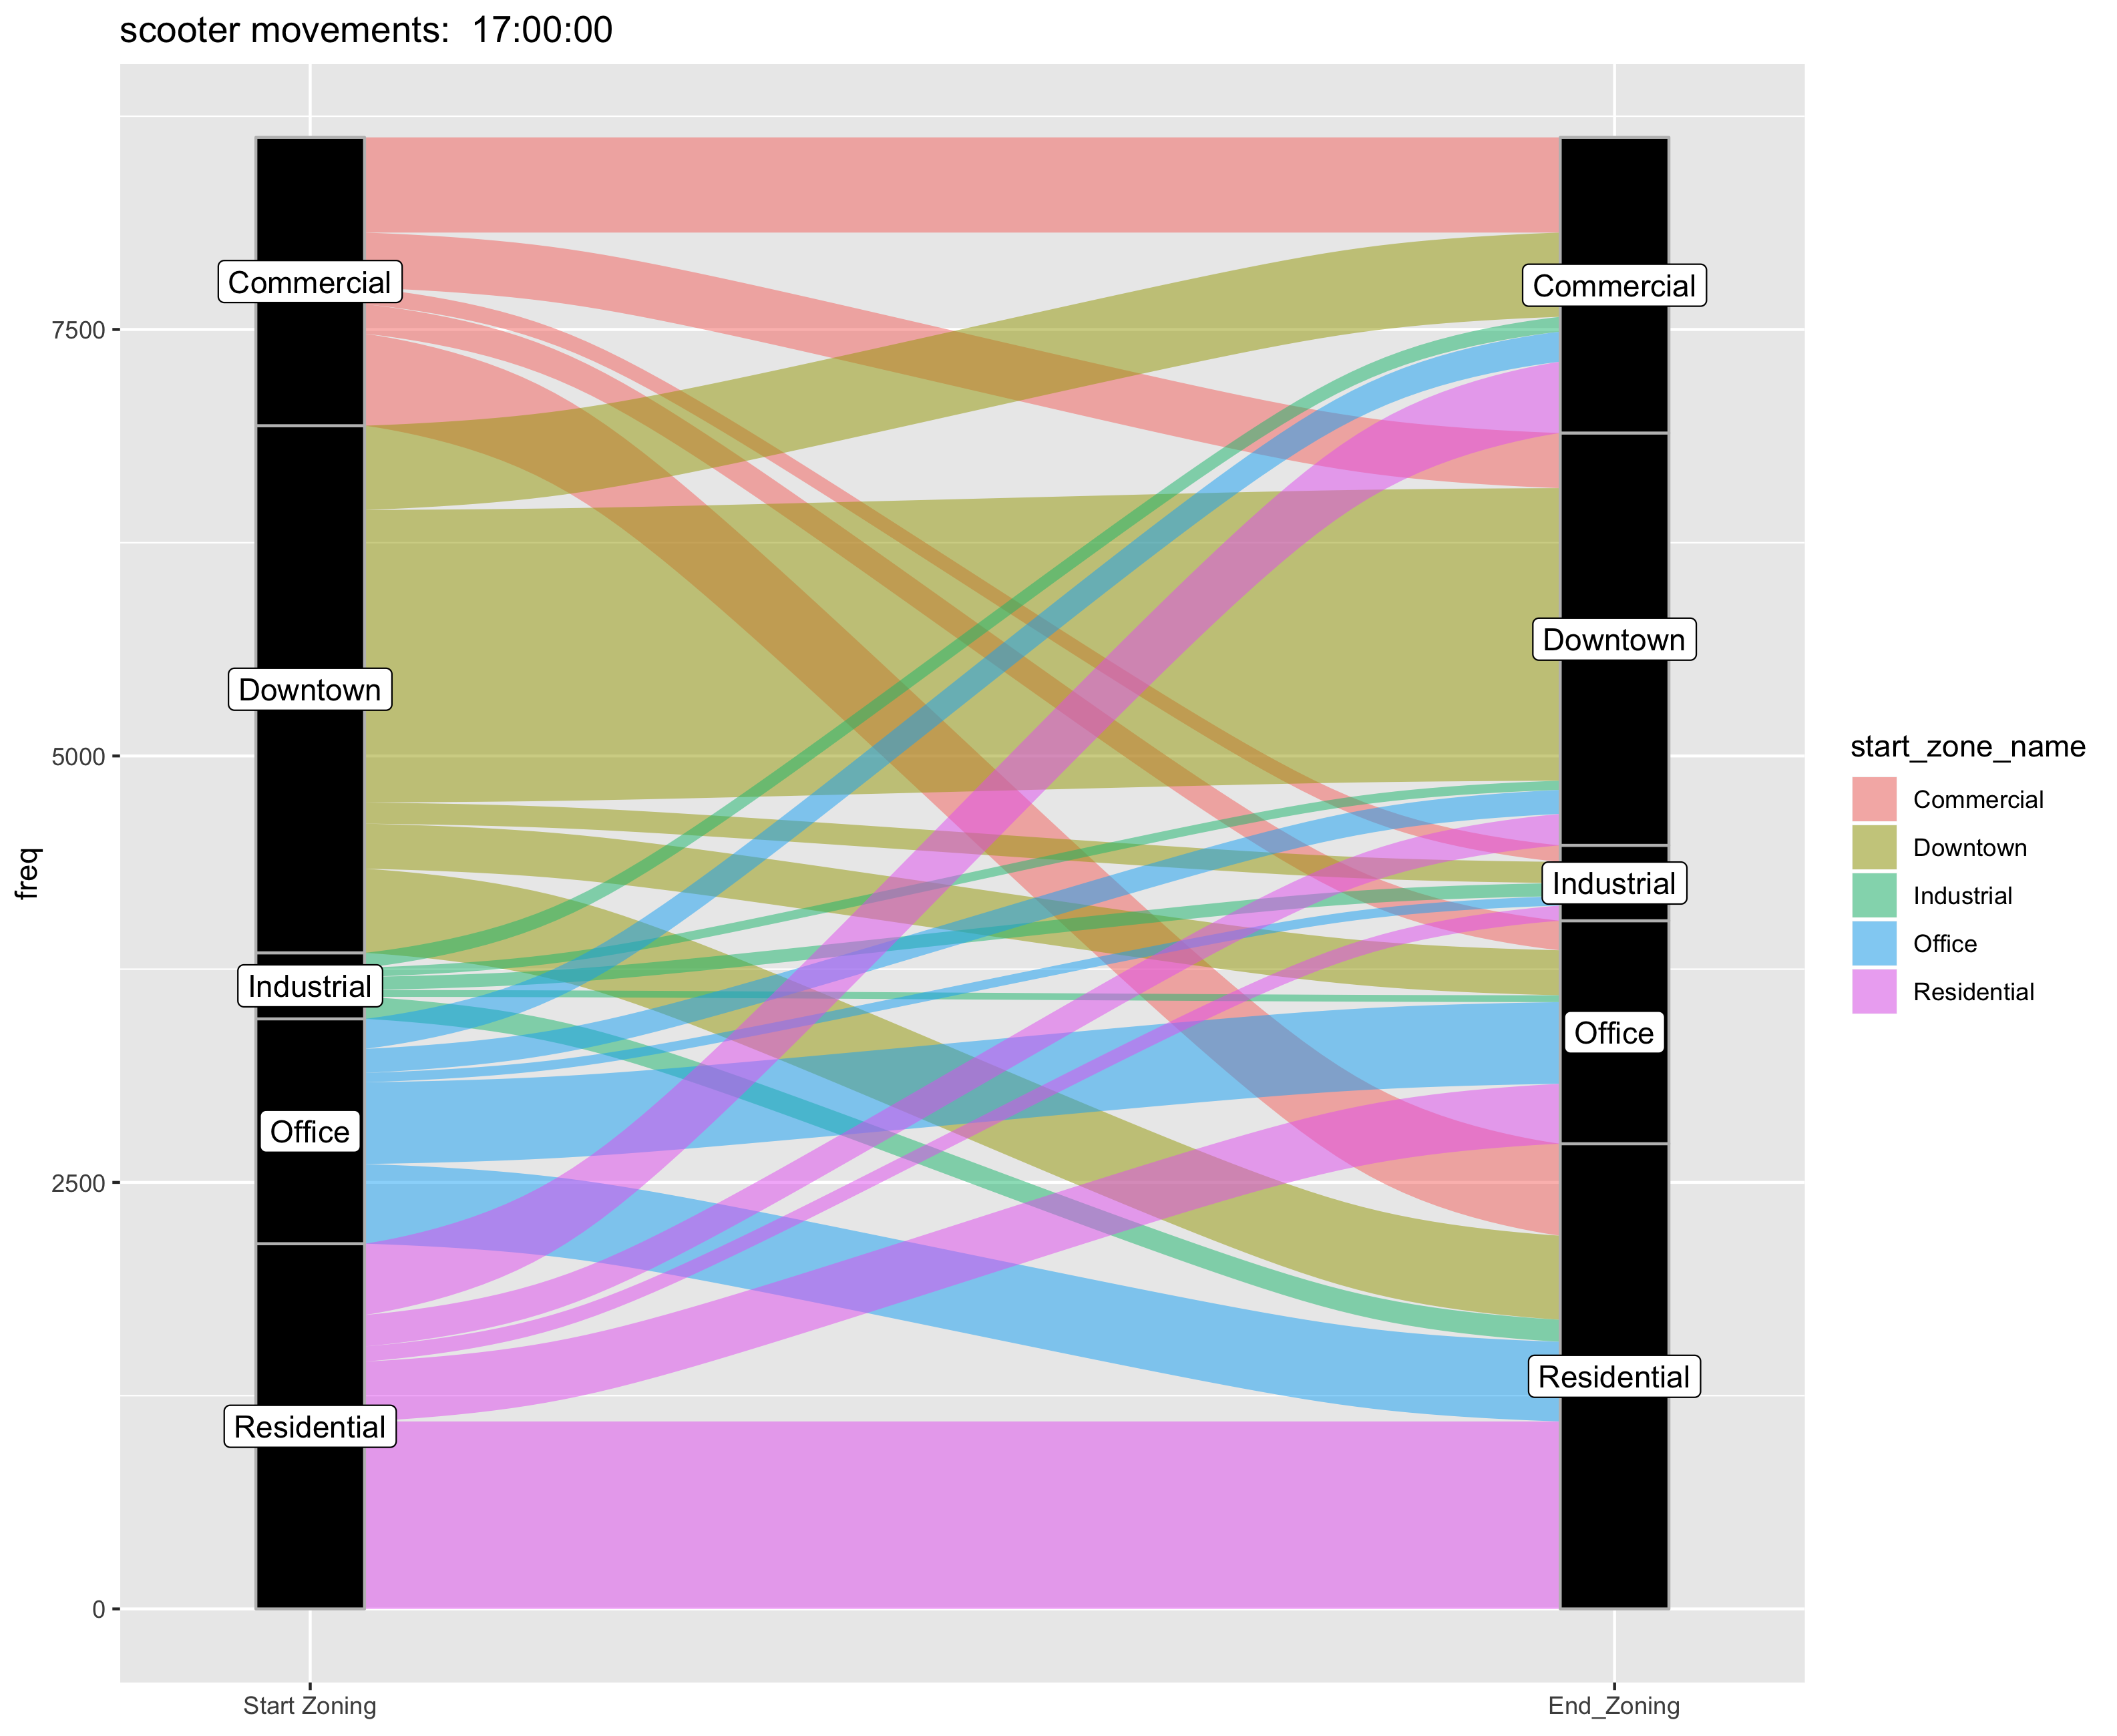 scooter movements:  17:00:00
freq
7500
5000
2500
0
Commercial
Downtown
Industrial
Office
Residential
Commercial
Downtown
Industrial
Office
Residential
Start Zoning
End_Zoning
start_zone_name
Commercial
Downtown
Industrial
Office
Residential